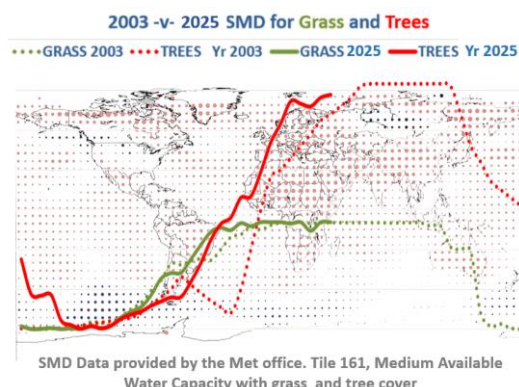 2003 -v- 2025 SMD for Grass and Trees
GRASS 2003 TREES Yr 2003 GRASS 2025 TREES Yr 2025
SMD Data provided by the Met office. Tile 161, Medium Available
Water Capacity with grass and tree cover